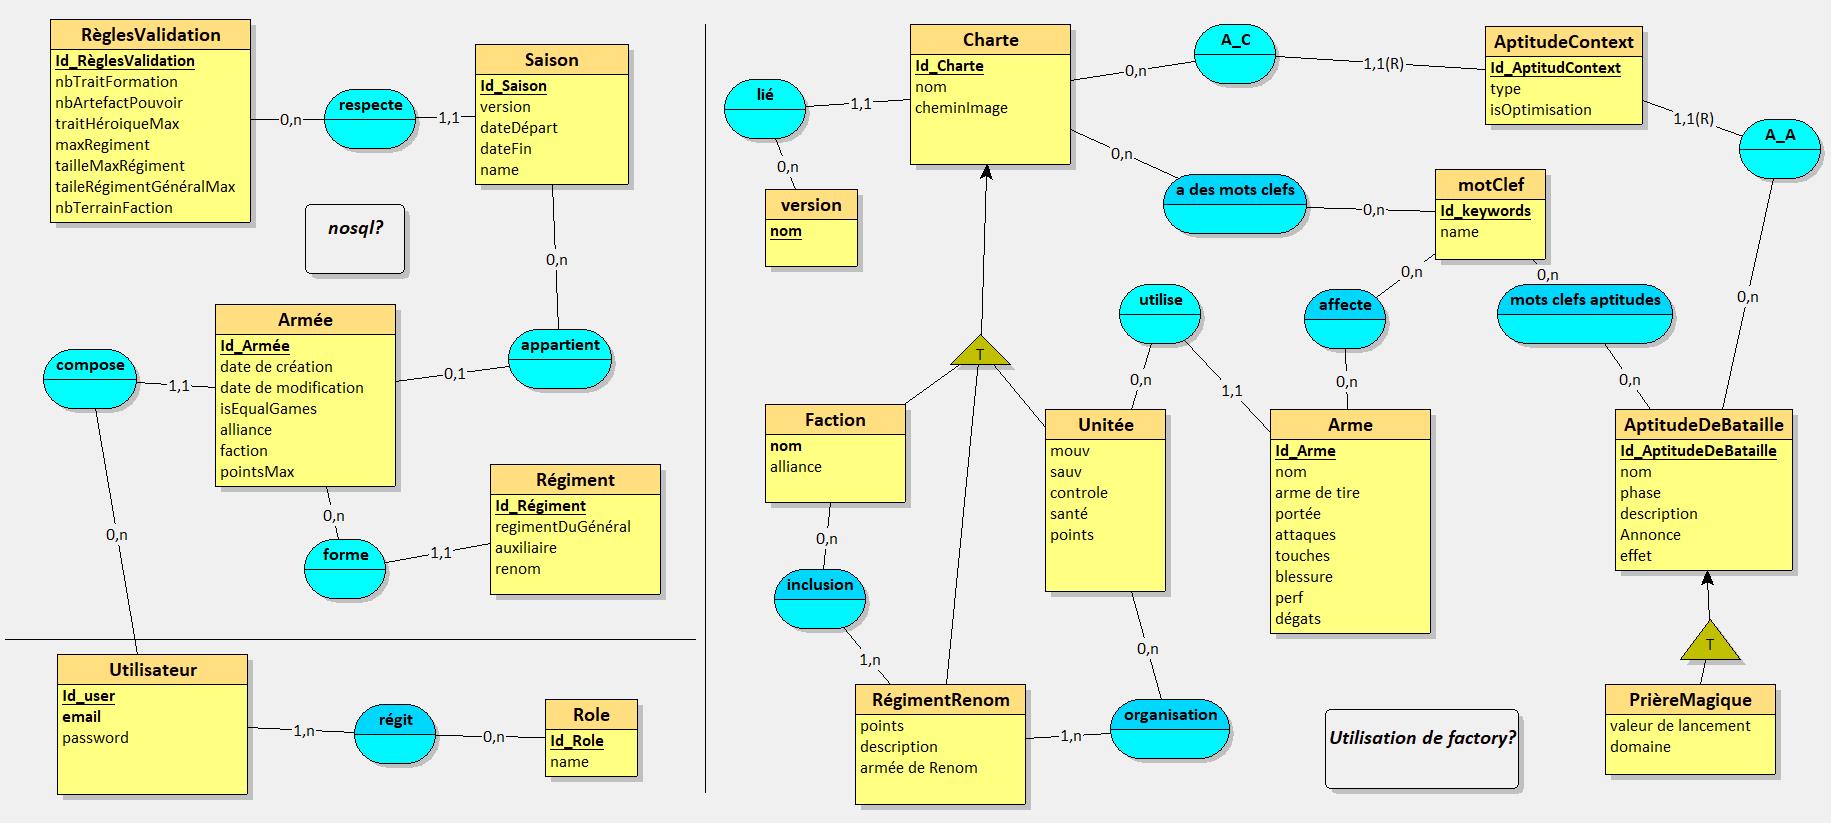 RèglesValidation
Id_RèglesValidation
nbTraitFormation
nbArtefactPouvoir
traitHéroiqueMax
maxRegiment
tailleMaxRégiment
taileRégimentGénéralMax
nbTerrainFaction
0,n
respecte
1,1
Saison
Id_Saison
version
dateDépart
dateFin
name
nosql?
0,n
appartient
0,1
Armée
Id_Armée
date de création
date de modification
isEqualGames
alliance
faction
pointsMax
compose
1,1
0,n
0,n
forme
1,1
Régiment
Id_Régiment
regimentDuGénéral
auxiliaire
renom
Utilisateur
Id_user
email
password
1,n
régit
0,n
Role
Id_Role
name
Charte
Id_Charte
nom
cheminImage
lié
1,1
0,n
version
nom
0,n
A_C
1,1(R)
AptitudeContext
Id_AptitudContext
type
isOptimisation
1,1(R)
A_A
0,n
0,n
a des mots clefs
0,n
motClef
Id_keywords
name
0,n
affecte
0,n
0,n
mots clefs aptitudes
0,n
utilise
0,n
1,1
T
Faction
nom
alliance
Unitée
mouv
sauv
controle
santé
points
Arme
Id_Arme
nom
arme de tire
portée
attaques
touches
blessure
perf
dégats
AptitudeDeBataille
Id_AptitudeDeBataille
nom
phase
description
Annonce
effet
0,n
inclusion
1,n
RégimentRenom
points
description
armée de Renom
0,n
organisation
1,n
Utilisation de factory?
T
PrièreMagique
valeur de lancement
domaine